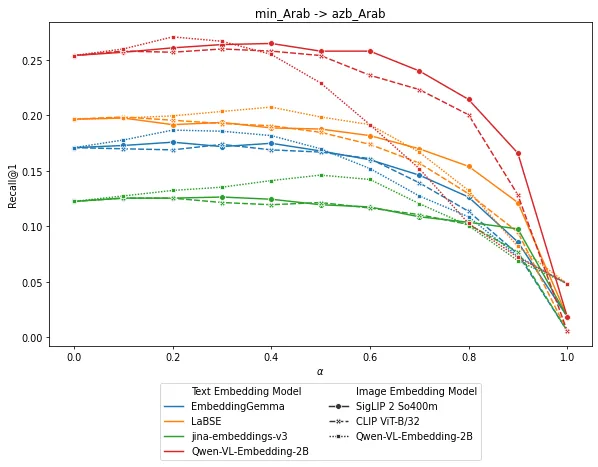 min_Arab -> azb_Arab
Recall@1
0.25
0.20
0.15
0.10
0.05
0.00
0.0 0.2 0.4 0.6 0.8 1.0
α
Text Embedding Model Image Embedding Model
EmbeddingGemma SigLIP 2 So400m
LaBSE CLIP ViT-B/32
jina-embeddings-v3 Qwen-VL-Embedding-2B
Qwen-VL-Embedding-2B